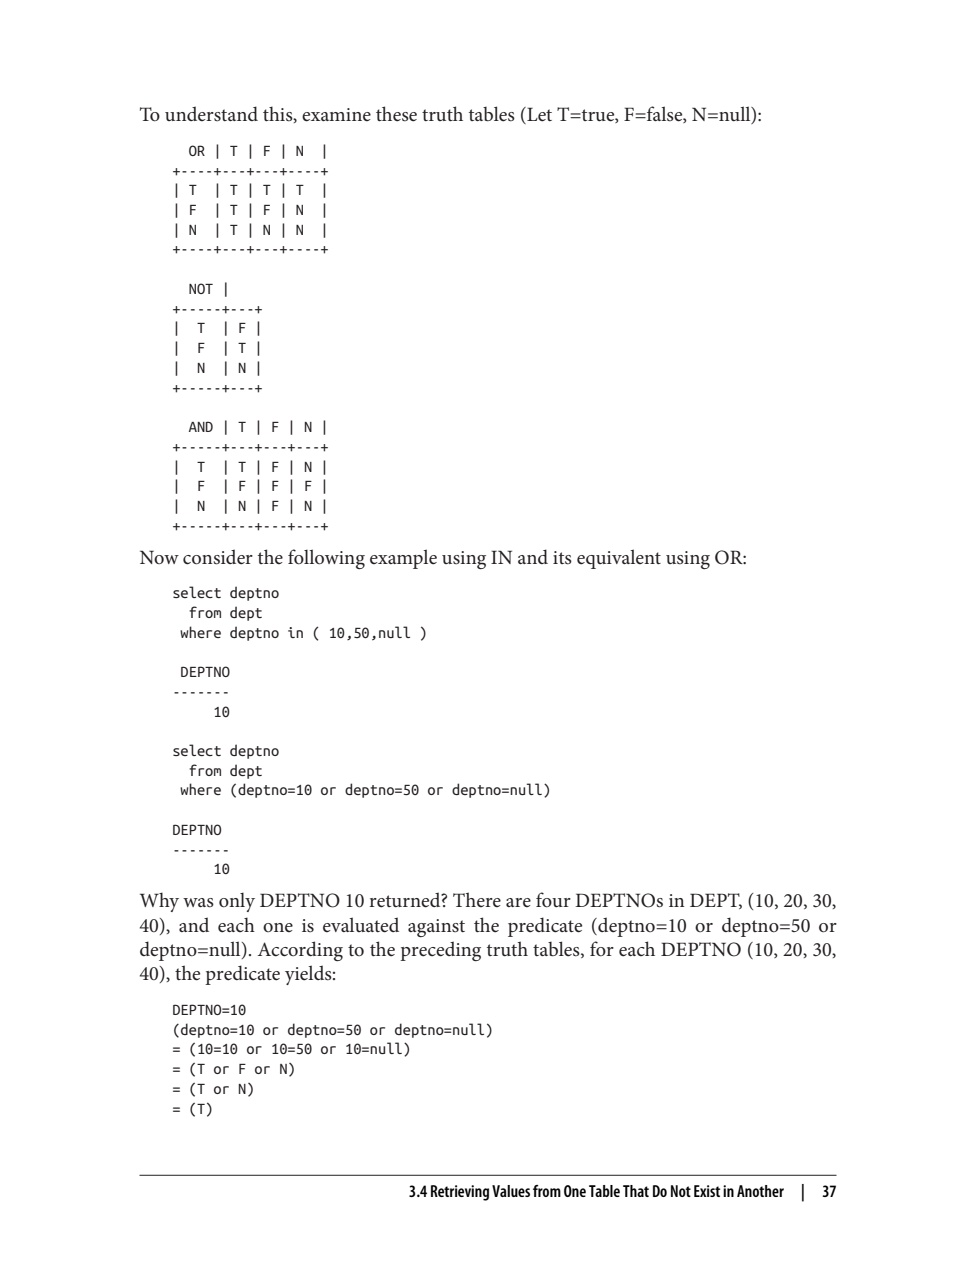 To understand this, examine these truth tables (Let T=true, F=false, N=null):
  OR | T | F | N  |
+----+---+---+----+
| T  | T | T | T  |
| F  | T | F | N  |
| N  | T | N | N  |
+----+---+---+----+
  NOT |
+-----+---+
|  T  | F |
|  F  | T |
|  N  | N |
+-----+---+
  AND | T | F | N |
+-----+---+---+---+
|  T  | T | F | N |
|  F  | F | F | F |
|  N  | N | F | N |
+-----+---+---+---+
Now consider the following example using IN and its equivalent using OR:
select deptno
  from dept
 where deptno in ( 10,50,null )
 DEPTNO
-------
     10
select deptno
  from dept
 where (deptno=10 or deptno=50 or deptno=null)
DEPTNO
-------
     10
Why was only DEPTNO 10 returned? There are four DEPTNOs in DEPT, (10, 20, 30,
40), and each one is evaluated against the predicate (deptno=10 or deptno=50 or
deptno=null). According to the preceding truth tables, for each DEPTNO (10, 20, 30,
40), the predicate yields:
DEPTNO=10
(deptno=10 or deptno=50 or deptno=null)
= (10=10 or 10=50 or 10=null)
= (T or F or N)
= (T or N)
= (T)
3.4 Retrieving Values from One Table That Do Not Exist in Another | 37